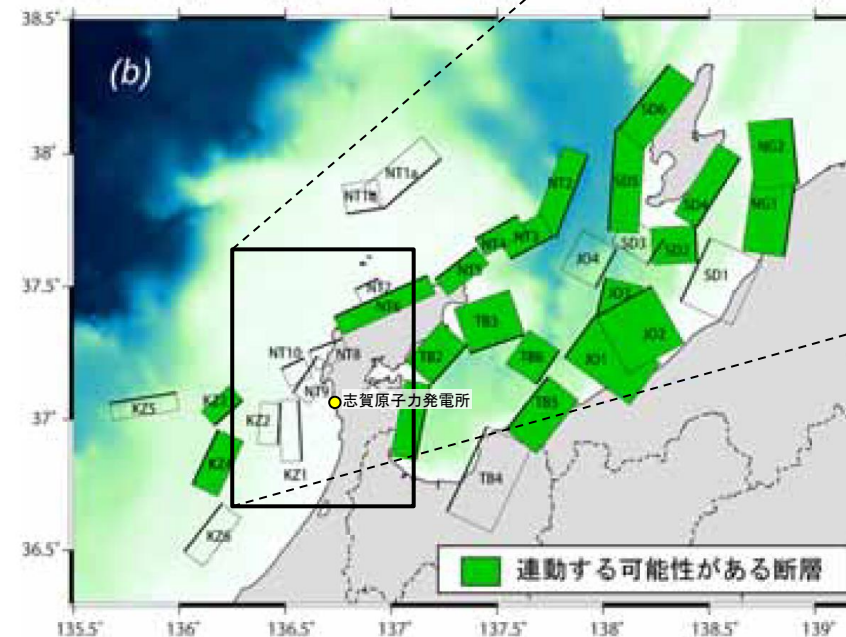 38.5°
(b)
SD6
NG2
38°
NT1a
NT2
SD5
SD4
NG1
NT4
NT3
SD3
SD2
JO4
SD1
37.5°
NT5
NT7
NT6
JO3
TB3
JO2
NT10
NT8
TB2
TB6
JO1
NT9
志賀原子力発電所
KZ5
TB5
37°
KZ2
KZ1
TB4
KZ6
36.5°
連動する可能性がある断層
135.5°
136°
136.5°
137°
137.5°
138°
138.5°
139°